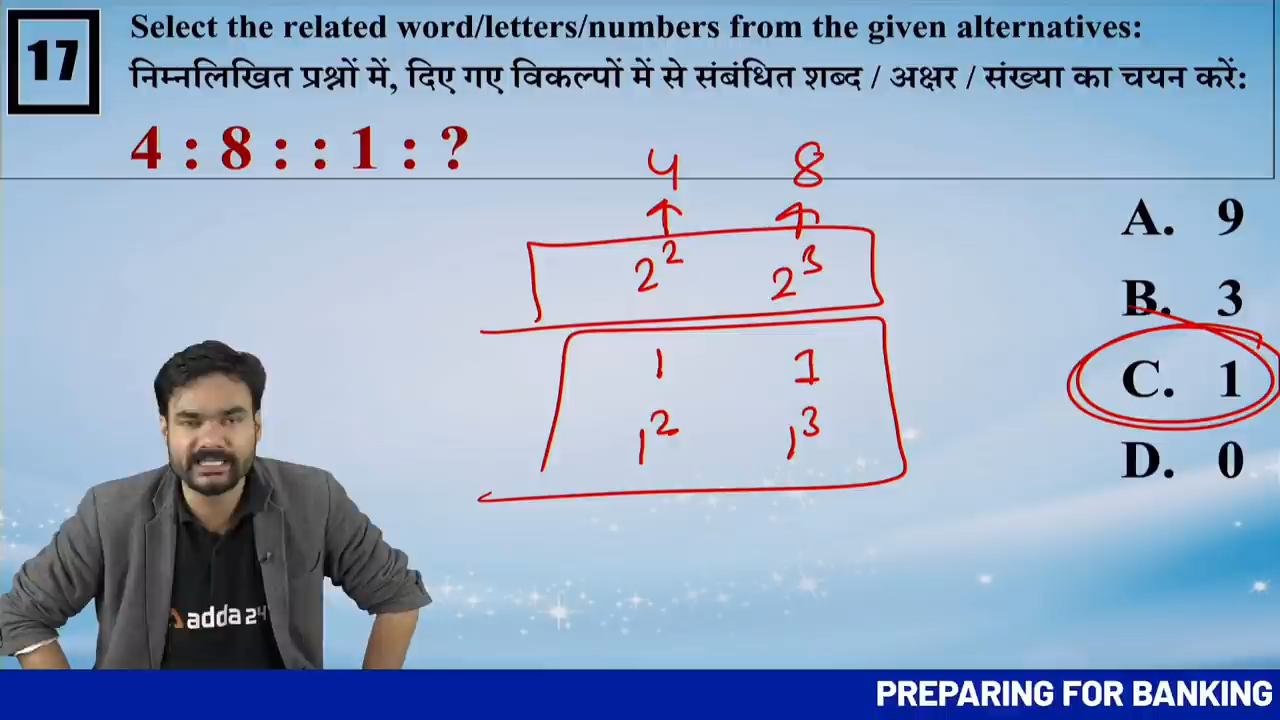 17
Select the related word/letters/numbers from the given alternatives:
निम्नलिखित प्रश्नों में, दिए गए विकल्पों में से संबंधित शब्द / अक्षर / संख्या का चयन करें:
4 : 8 : : 1 : ?
4 8
2² 2³
1 1
1² 1³
A. 9
B. 3
C. 1
D. 0
adda 24
PREPARING FOR BANKING